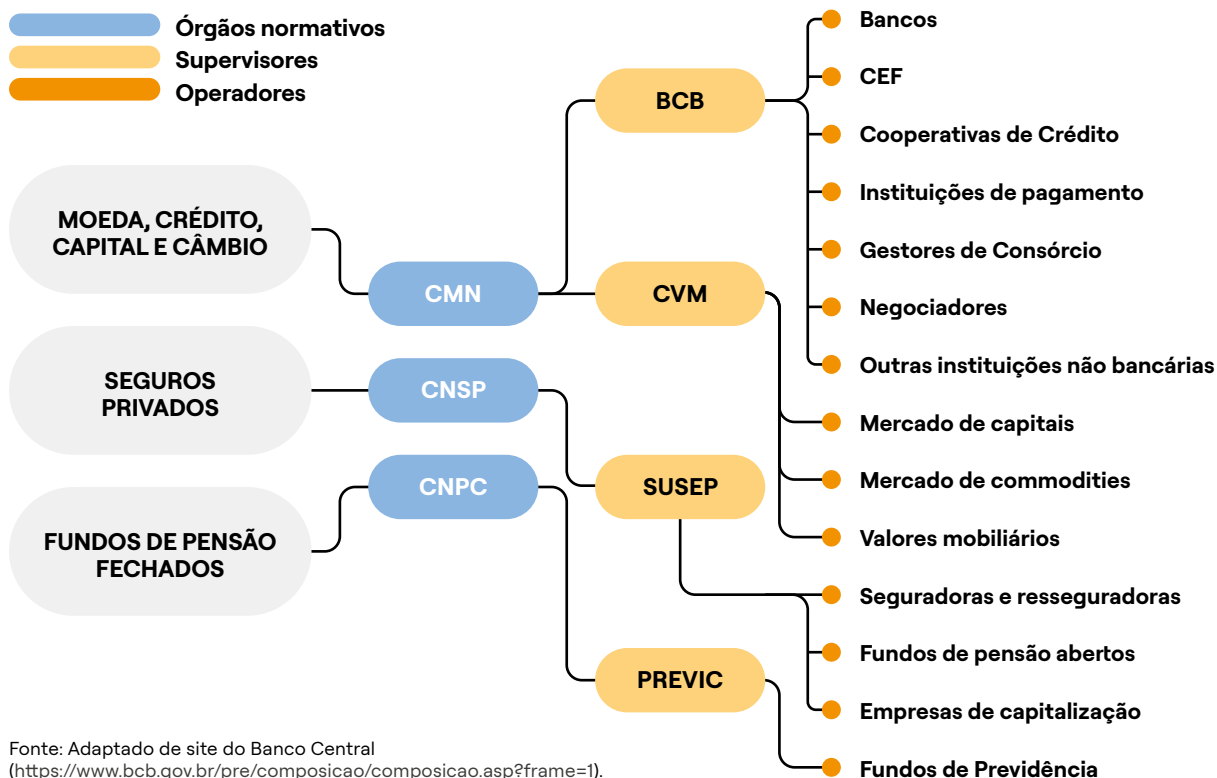 Órgãos normativos
Supervisores
Operadores
MOEDA, CRÉDITO,
CAPITAL E CÂMBIO
SEGUROS
PRIVADOS
FUNDOS DE PENSÃO
FECHADOS
CMN
CNSP
CNPC
BCB
CVM
SUSEP
PREVIC
Bancos
CEF
Cooperativas de Crédito
Instituições de pagamento
Gestores de Consórcio
Negociadores
Outras instituições não bancárias
Mercado de capitais
Mercado de commodities
Valores mobiliários
Seguradoras e resseguradoras
Fundos de pensão abertos
Empresas de capitalização
Fundos de Previdência
Fonte: Adaptado de site do Banco Central
(https://www.bcb.gov.br/pre/composicao/composicao.asp?frame=1).